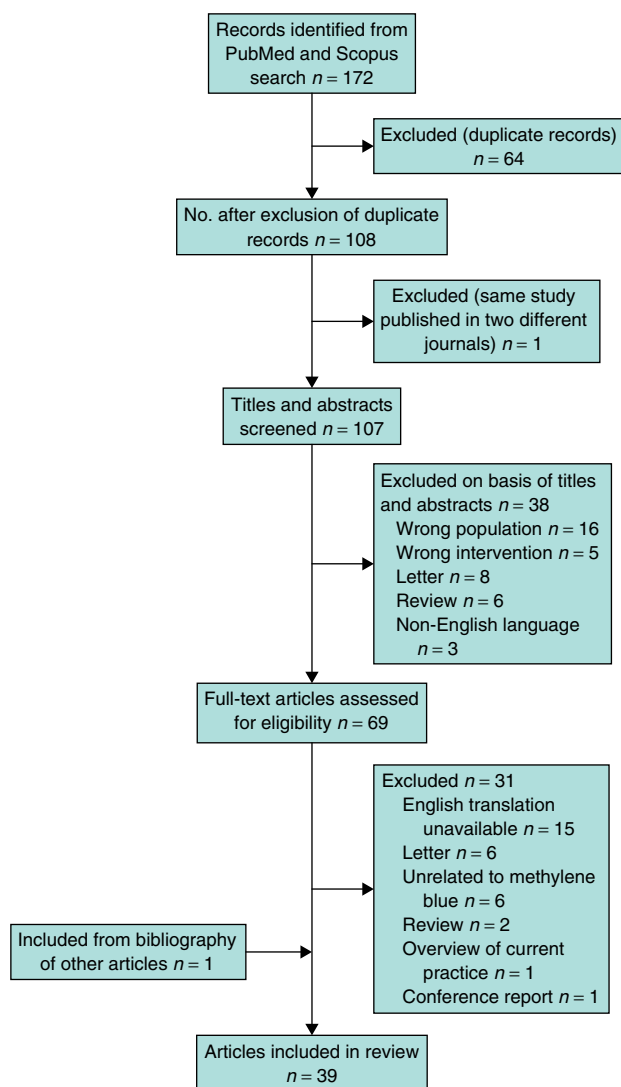 Records identified from
PubMed and Scopus
search n = 172
Excluded (duplicate records)
n = 64
No. after exclusion of duplicate
records n = 108
Excluded (same study
published in two different
journals) n = 1
Titles and abstracts
screened n = 107
Excluded on basis of titles
and abstracts n = 38
Wrong population n = 16
Wrong intervention n = 5
Letter n = 8
Review n = 6
Non-English language
n = 3
Full-text articles assessed
for eligibility n = 69
Excluded n = 31
English translation
unavailable n = 15
Letter n = 6
Unrelated to methylene
blue n = 6
Review n = 2
Overview of current
practice n = 1
Conference report n = 1
Included from bibliography
of other articles n = 1
Articles included in review
n = 39